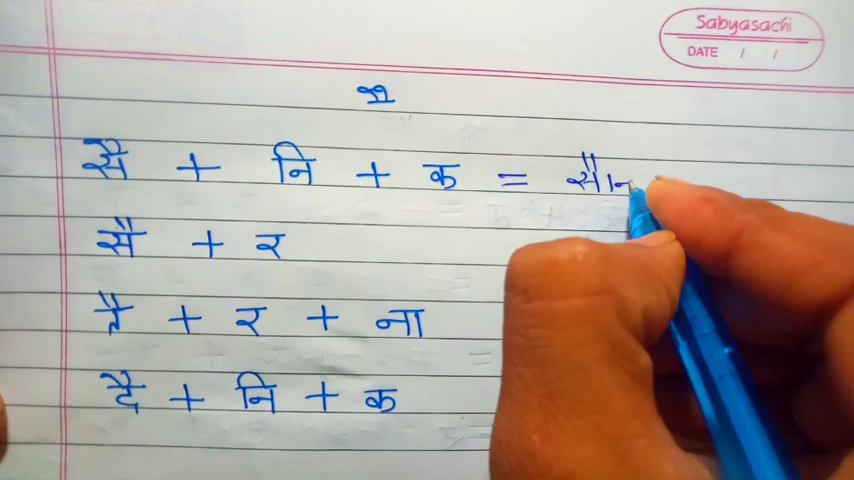 Sabyasachi
DATE / /
सै + नि + क = सैन
सै + र
तै + र + ना
दै + नि + क